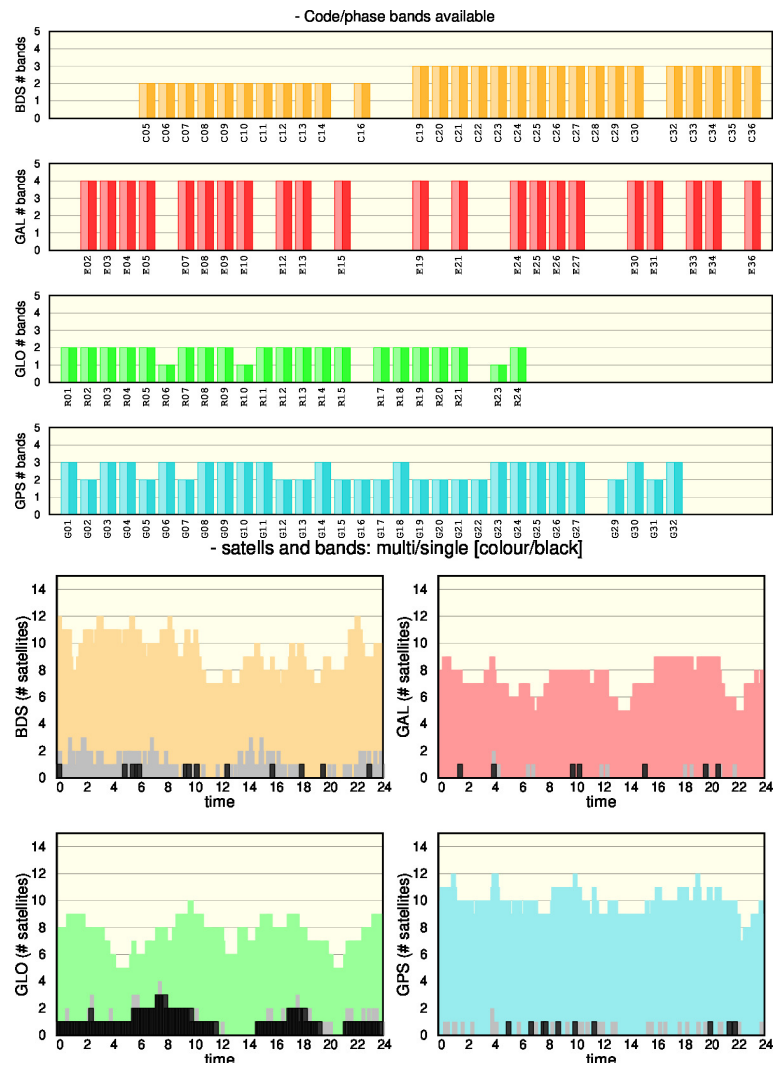 - Code/phase bands available
BDS # bands
5
4
3
2
1
0
C05 C06 C07 C08 C09 C10 C11 C12 C13 C14 C16 C19 C20 C21 C22 C23 C24 C25 C26 C27 C28 C29 C30 C32 C33 C34 C35 C36
GAL # bands
5
4
3
2
1
0
E02 E03 E04 E05 E07 E08 E09 E10 E12 E13 E15 E19 E21 E24 E25 E26 E27 E30 E31 E33 E34 E36
GLO # bands
5
4
3
2
1
0
R01 R02 R03 R04 R05 R06 R07 R08 R09 R10 R11 R12 R13 R14 R15 R17 R18 R19 R20 R21 R23 R24
GPS # bands
5
4
3
2
1
0
G01 G02 G03 G04 G05 G06 G07 G08 G09 G10 G11 G12 G13 G14 G15 G16 G17 G18 G19 G20 G21 G22 G23 G24 G25 G26 G27 G29 G30 G31 G32
- satells and bands: multi/single [colour/black]
BDS (# satellites)
14
12
10
8
6
4
2
0
0 2 4 6 8 10 12 14 16 18 20 22 24
time
GAL (# satellites)
14
12
10
8
6
4
2
0
0 2 4 6 8 10 12 14 16 18 20 22 24
time
GLO (# satellites)
14
12
10
8
6
4
2
0
0 2 4 6 8 10 12 14 16 18 20 22 24
time
GPS (# satellites)
14
12
10
8
6
4
2
0
0 2 4 6 8 10 12 14 16 18 20 22 24
time